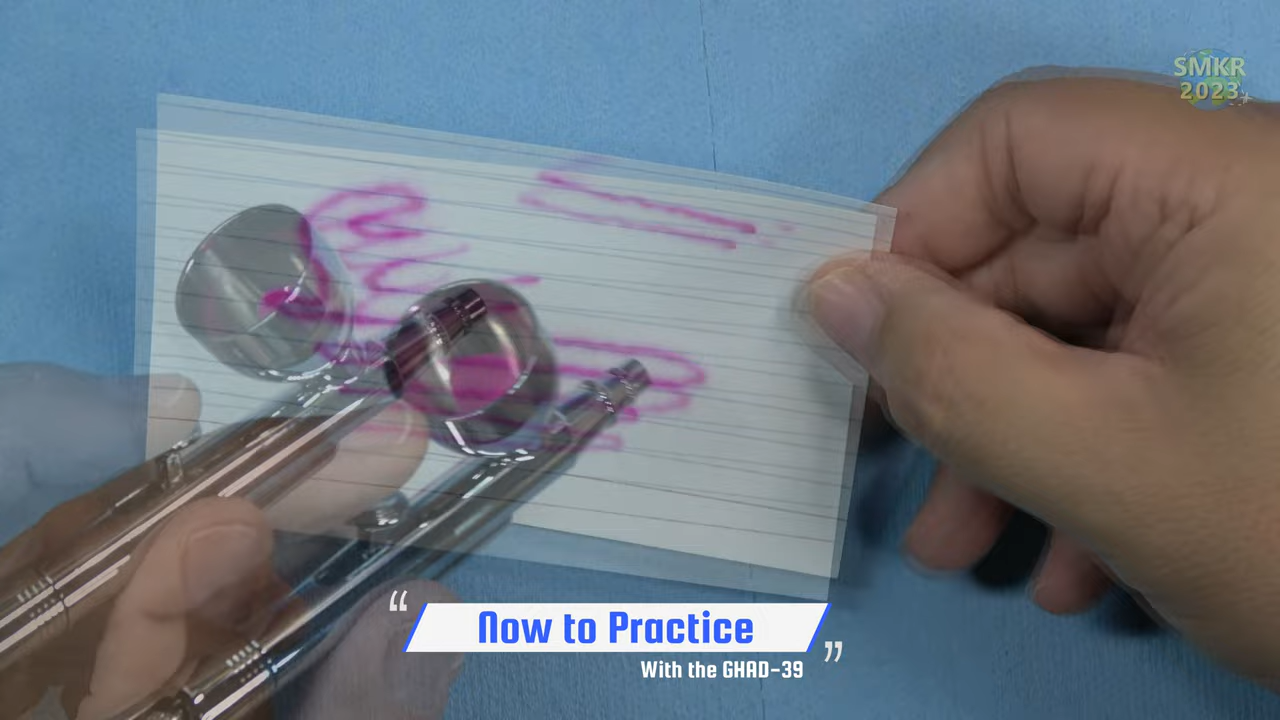 SMKR
2023
“ Now to Practice
With the GHAD-39 ”